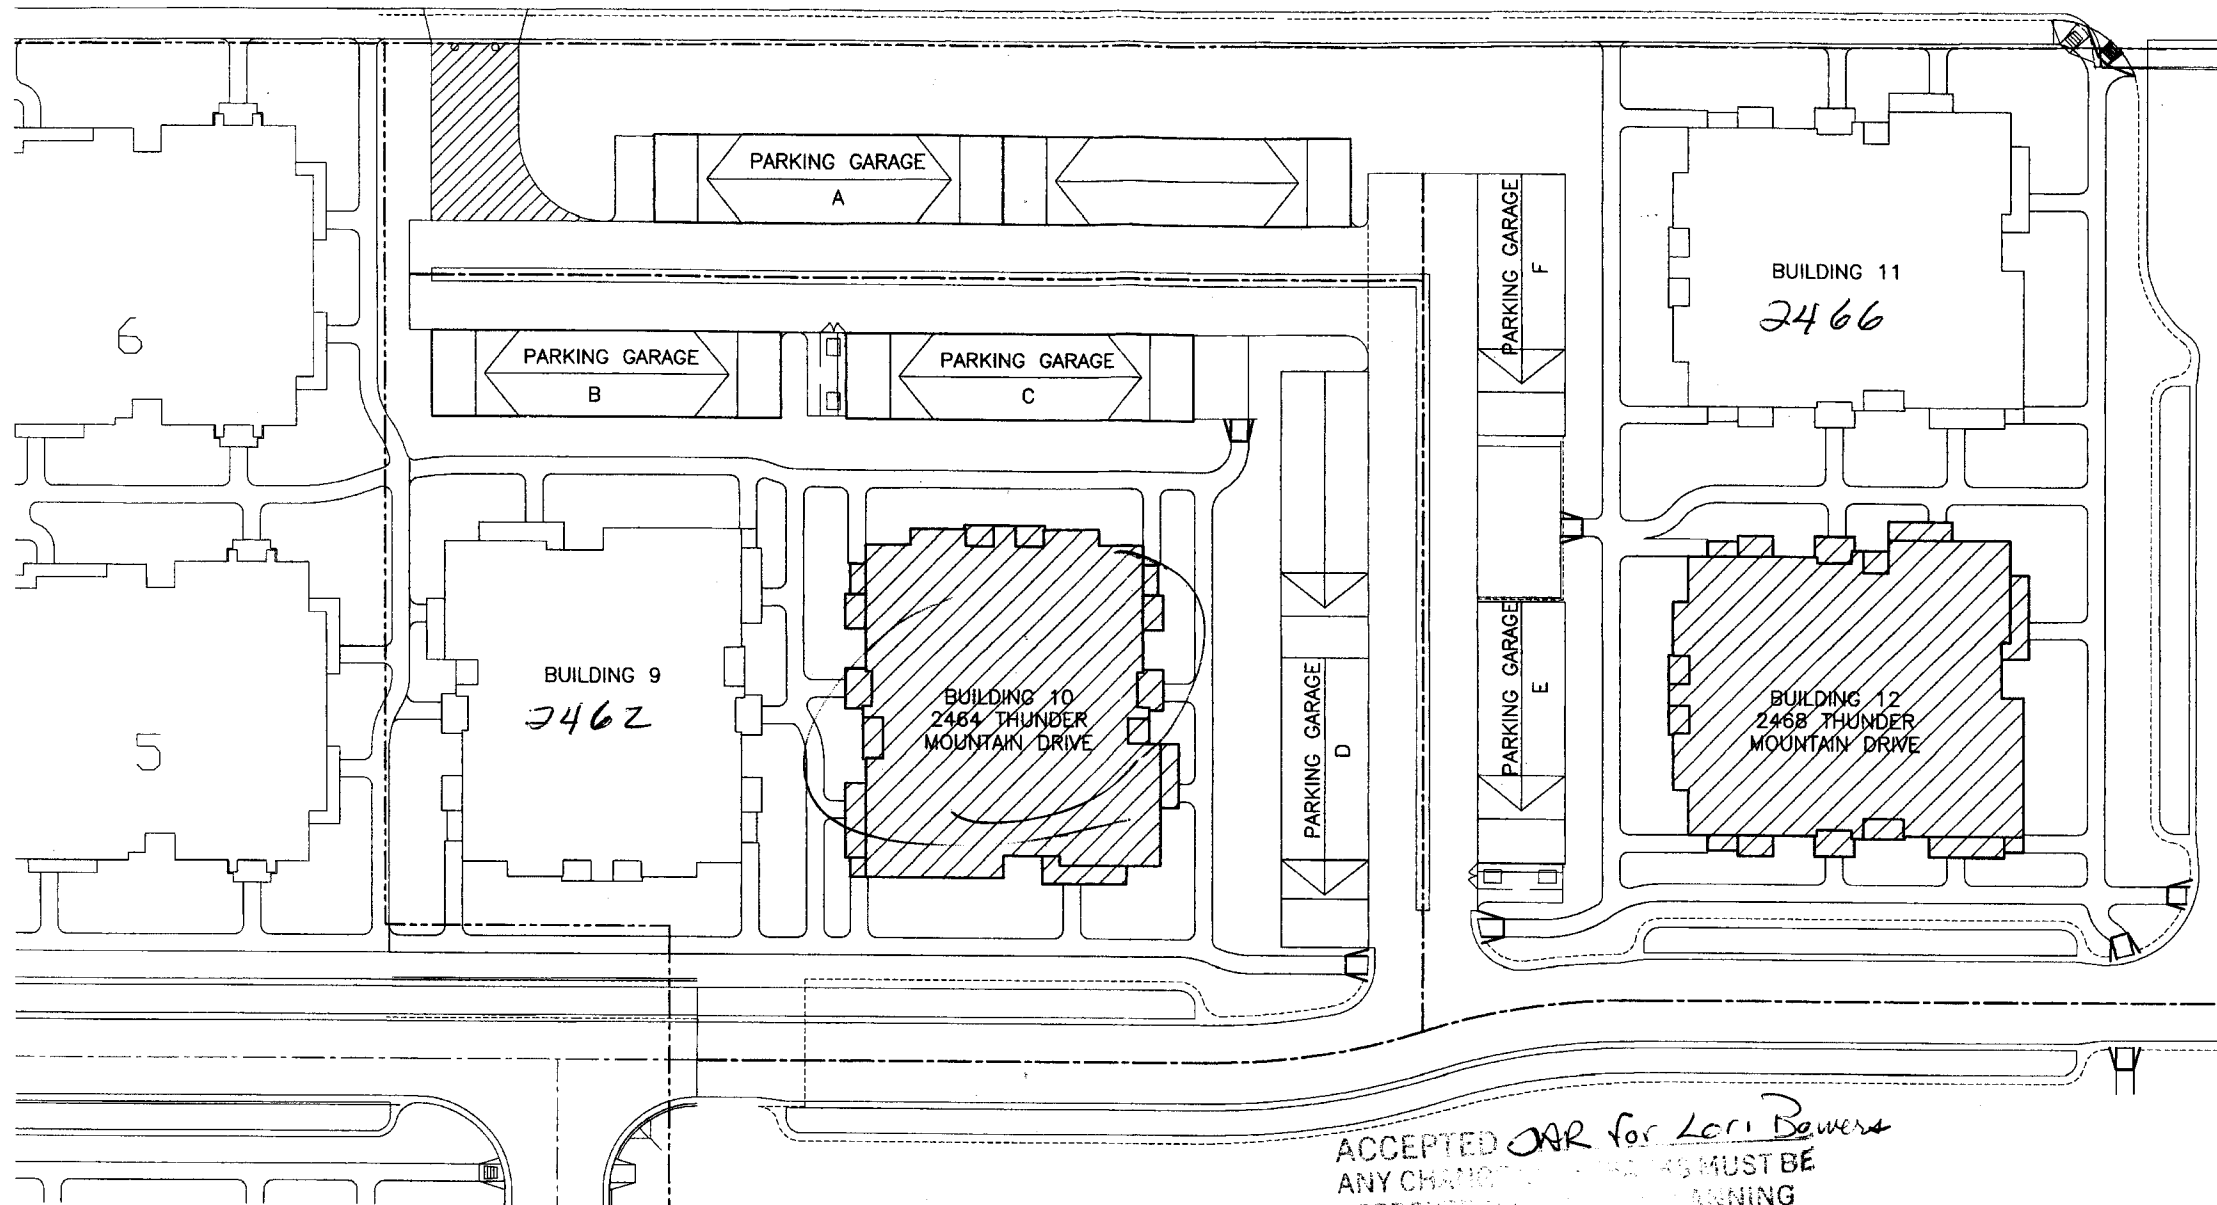 PARKING GARAGE
A
PARKING GARAGE
F
BUILDING 11
2466
6
PARKING GARAGE
B
PARKING GARAGE
C
BUILDING 9
2462
BUILDING 10
2464 THUNDER
MOUNTAIN DRIVE
PARKING GARAGE
D
PARKING GARAGE
E
BUILDING 12
2468 THUNDER
MOUNTAIN DRIVE
5
ACCEPTED JAR for Lori Bowers
ANY MUST BE